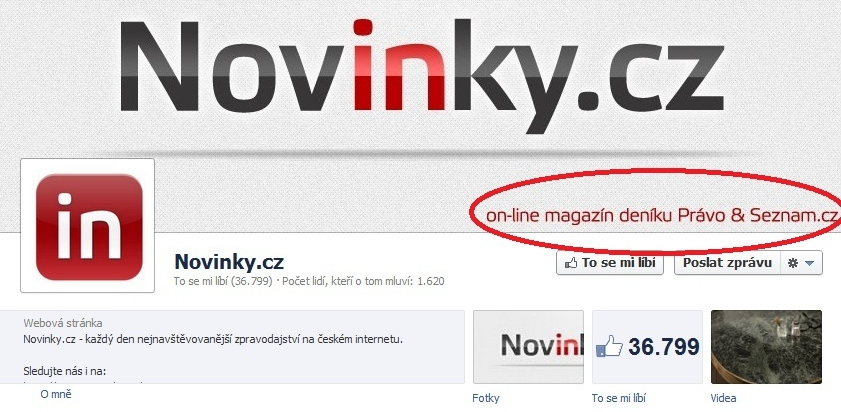 Novinky.cz
on-line magazín deníku Právo & Seznam.cz
in
Novinky.cz
To se mi líbí (36.799) · Počet lidí, kteří o tom mluví: 1.620
To se mi líbí
Poslat zprávu
Webová stránka
Novinky.cz - každý den nejnavštěvovanější zpravodajství na českém internetu.
Sledujte nás i na:
O mně
Novin
36.799
Fotky
To se mi líbí
Videa